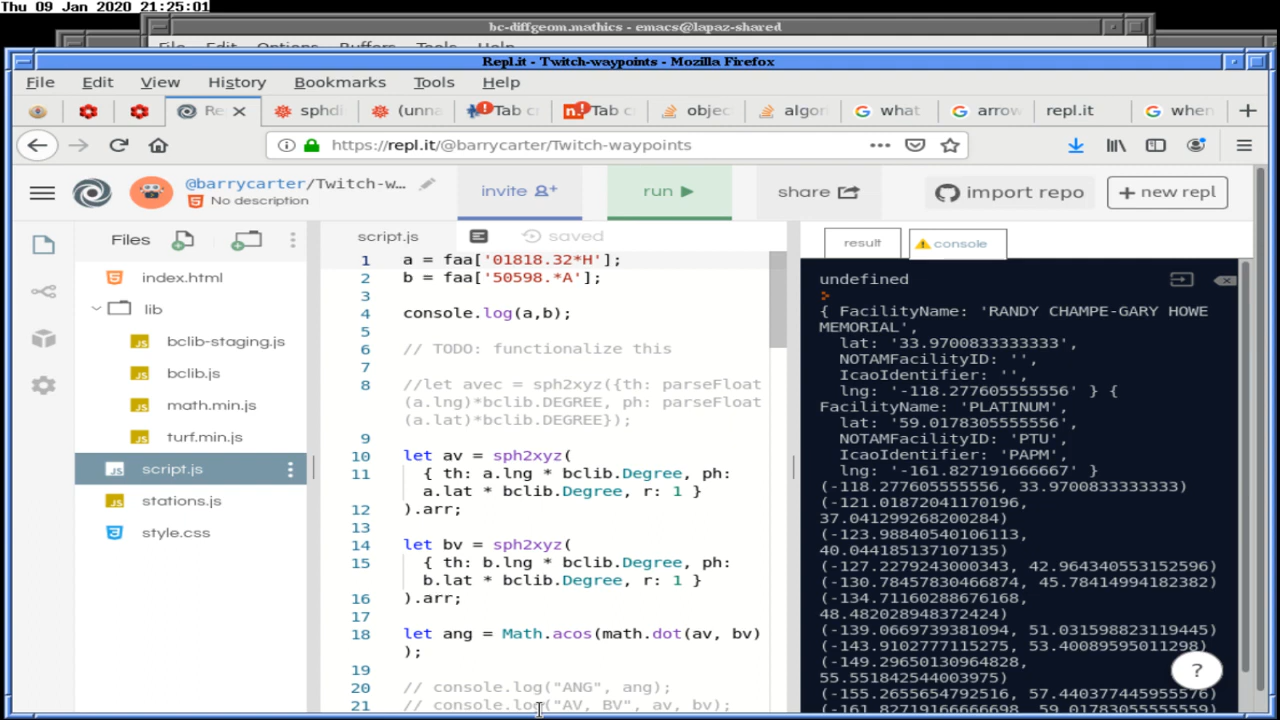 Thu 09 Jan 2020 21:25:01
bc-diffgeom.mathics - emacs@lapaz-shared
File Edit Options Buffers Tools Help
Repl.it - Twitch-waypoints - Mozilla Firefox
File Edit View History Bookmarks Tools Help
Re sphdi (unna Tab cr Tab cr objec algor what arrow repl.it when
https://repl.it/@barrycarter/Twitch-waypoints
@barrycarter/Twitch-w...
No description
invite
run
share
import repo
+ new repl
Files
index.html
lib
bclib-staging.js
bclib.js
math.min.js
turf.min.js
script.js
stations.js
style.css
script.js
saved
1 a = faa['01818.32*H'];
2 b = faa['50598.*A'];
3
4 console.log(a,b);
5
6 // TODO: functionalize this
7
8 //let avec = sph2xyz({th: parseFloat
(a.lng)*bclib.DEGREE, ph: parseFloat
(a.lat)*bclib.DEGREE});
9
10 let av = sph2xyz(
11 { th: a.lng * bclib.Degree, ph:
a.lat * bclib.Degree, r: 1 }
12 ).arr;
13
14 let bv = sph2xyz(
15 { th: b.lng * bclib.Degree, ph:
b.lat * bclib.Degree, r: 1 }
16 ).arr;
17
18 let ang = Math.acos(math.dot(av, bv)
);
19
20 // console.log("ANG", ang);
21 // console.log("AV, BV", av, bv);
result
console
undefined
>
{ FacilityName: 'RANDY CHAMPE-GARY HOWE
MEMORIAL',
lat: '33.9700833333333',
NOTAMFacilityID: '',
IcaoIdentifier: '',
lng: '-118.277605555556' } {
FacilityName: 'PLATINUM',
lat: '59.0178305555556',
NOTAMFacilityID: 'PTU',
IcaoIdentifier: 'PAPM',
lng: '-161.827191666667' }
(-118.277605555556, 33.9700833333333)
(-121.01872041170196,
37.041299268200284)
(-123.98840540106113,
40.044185137107135)
(-127.2279243000343, 42.964340553152596)
(-130.78457830466874, 45.78414994182382)
(-134.71160288676168,
48.482028948372424)
(-139.0669739381094, 51.031598823119445)
(-143.9102777115275, 53.40089595011298)
(-149.29650130964828,
55.551842544003975)
(-155.2655654792516, 57.440377445955576)
(-161.82719166666698, 59.01783055555559)
?